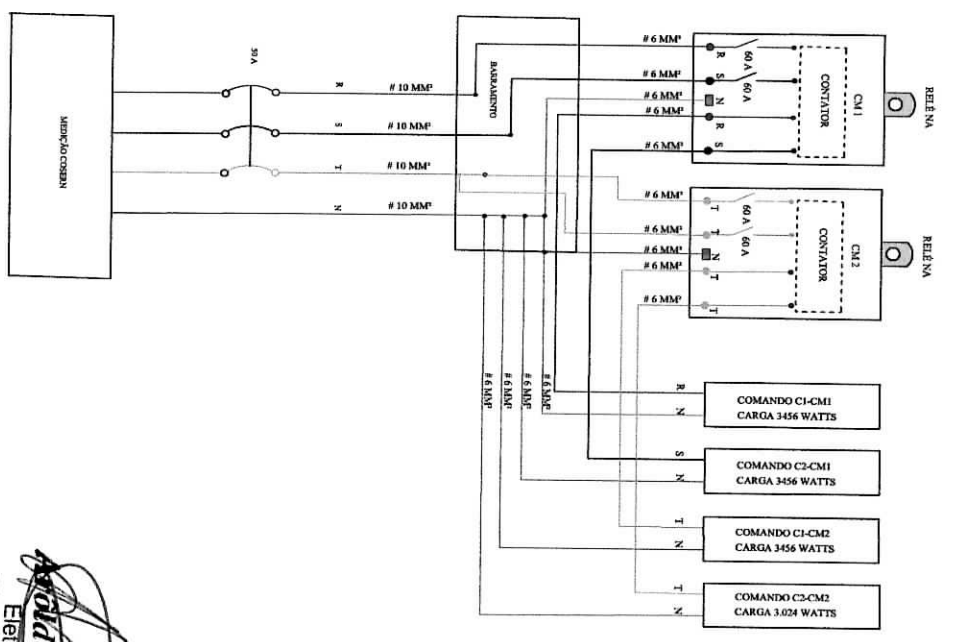 MEDIÇÃO COSERN
50 A
R
# 10 MM²
S
# 10 MM²
T
# 10 MM²
N
# 10 MM²
BARRAMENTO
# 6 MM²
R
60 A
# 6 MM²
S
60 A
# 6 MM²
N
# 6 MM²
R
# 6 MM²
S
CONTATOR
CM 1
RELÉ NA
# 6 MM²
T
60 A
# 6 MM²
T
60 A
# 6 MM²
N
# 6 MM²
T
# 6 MM²
T
CONTATOR
CM 2
RELÉ NA
# 6 MM²
# 6 MM²
# 6 MM²
# 6 MM²
R
N
COMANDO C1-CM1
CARGA 3456 WATTS
S
N
COMANDO C2-CM1
CARGA 3456 WATTS
T
N
COMANDO C1-CM2
CARGA 3456 WATTS
T
N
COMANDO C2-CM2
CARGA 3.024 WATTS
Elet